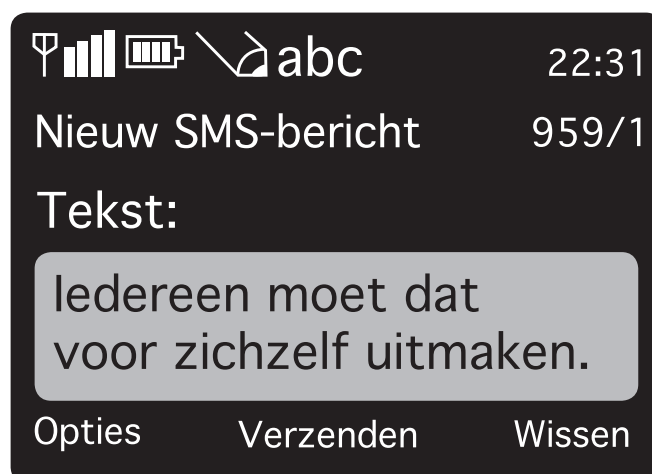 abc 22:31
Nieuw SMS-bericht 959/1
Tekst:
Iedereen moet dat
voor zichzelf uitmaken.
Opties Verzenden Wissen